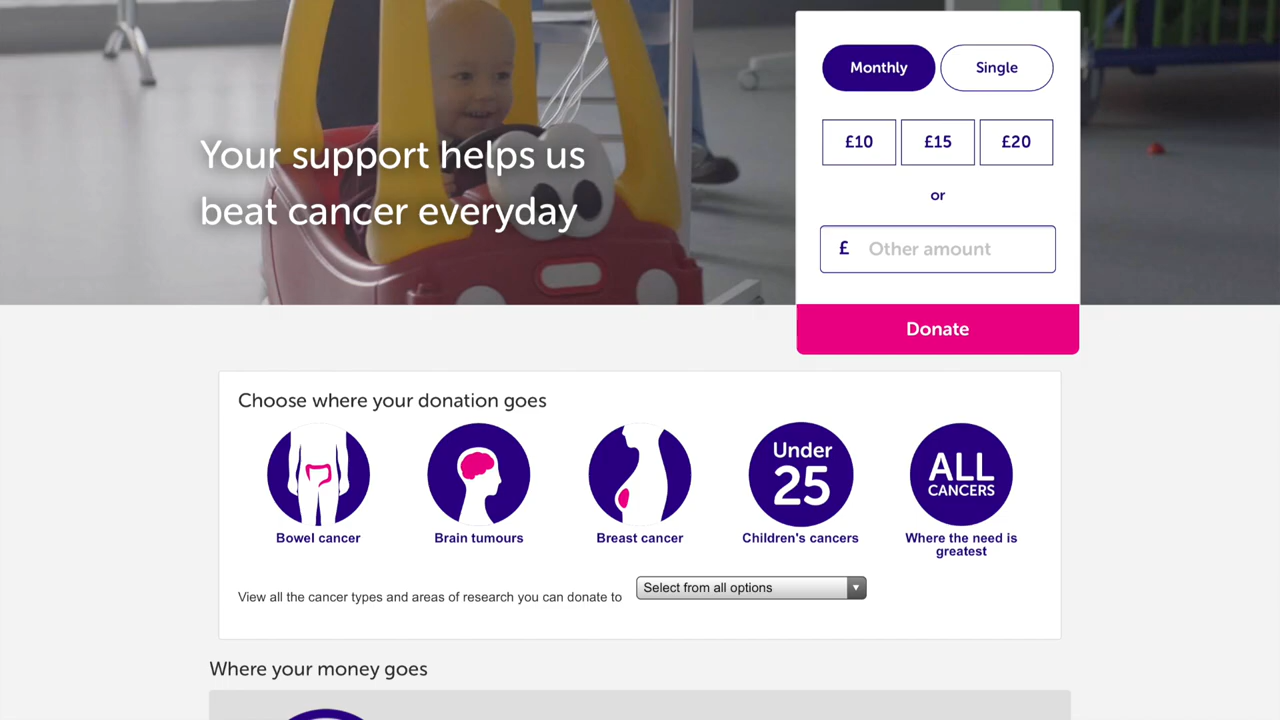 Your support helps us
beat cancer everyday
Monthly
Single
£10
£15
£20
or
£ Other amount
Donate
Choose where your donation goes
Under
25
ALL
CANCERS
Bowel cancer
Brain tumours
Breast cancer
Children's cancers
Where the need is
greatest
View all the cancer types and areas of research you can donate to
Select from all options
Where your money goes